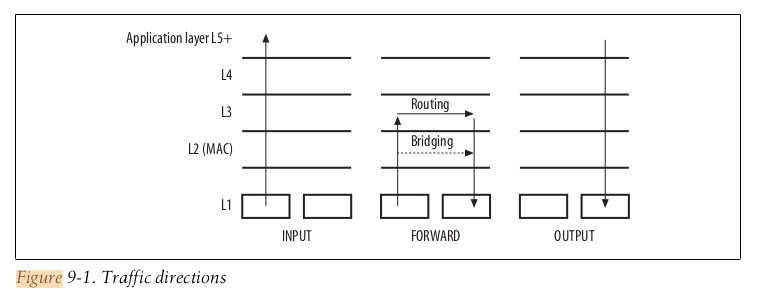 Application layer L5+
L4
L3
Routing
L2 (MAC)
Bridging
L1
INPUT
FORWARD
OUTPUT
Figure 9-1. Traffic directions